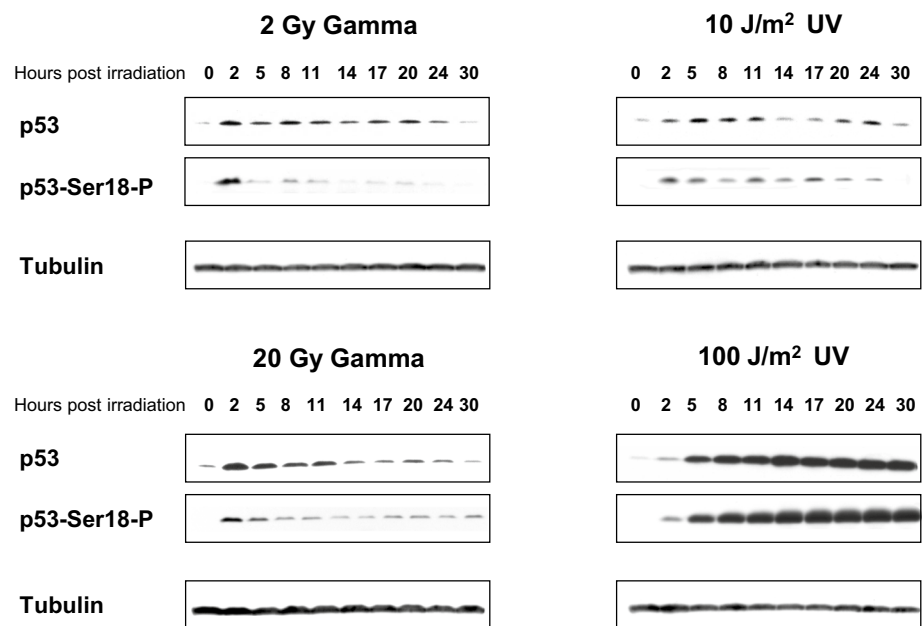 2 Gy Gamma
10 J/m² UV
Hours post irradiation 0 2 5 8 11 14 17 20 24 30
0 2 5 8 11 14 17 20 24 30
p53
p53-Ser18-P
Tubulin
20 Gy Gamma
100 J/m² UV
Hours post irradiation 0 2 5 8 11 14 17 20 24 30
0 2 5 8 11 14 17 20 24 30
p53
p53-Ser18-P
Tubulin